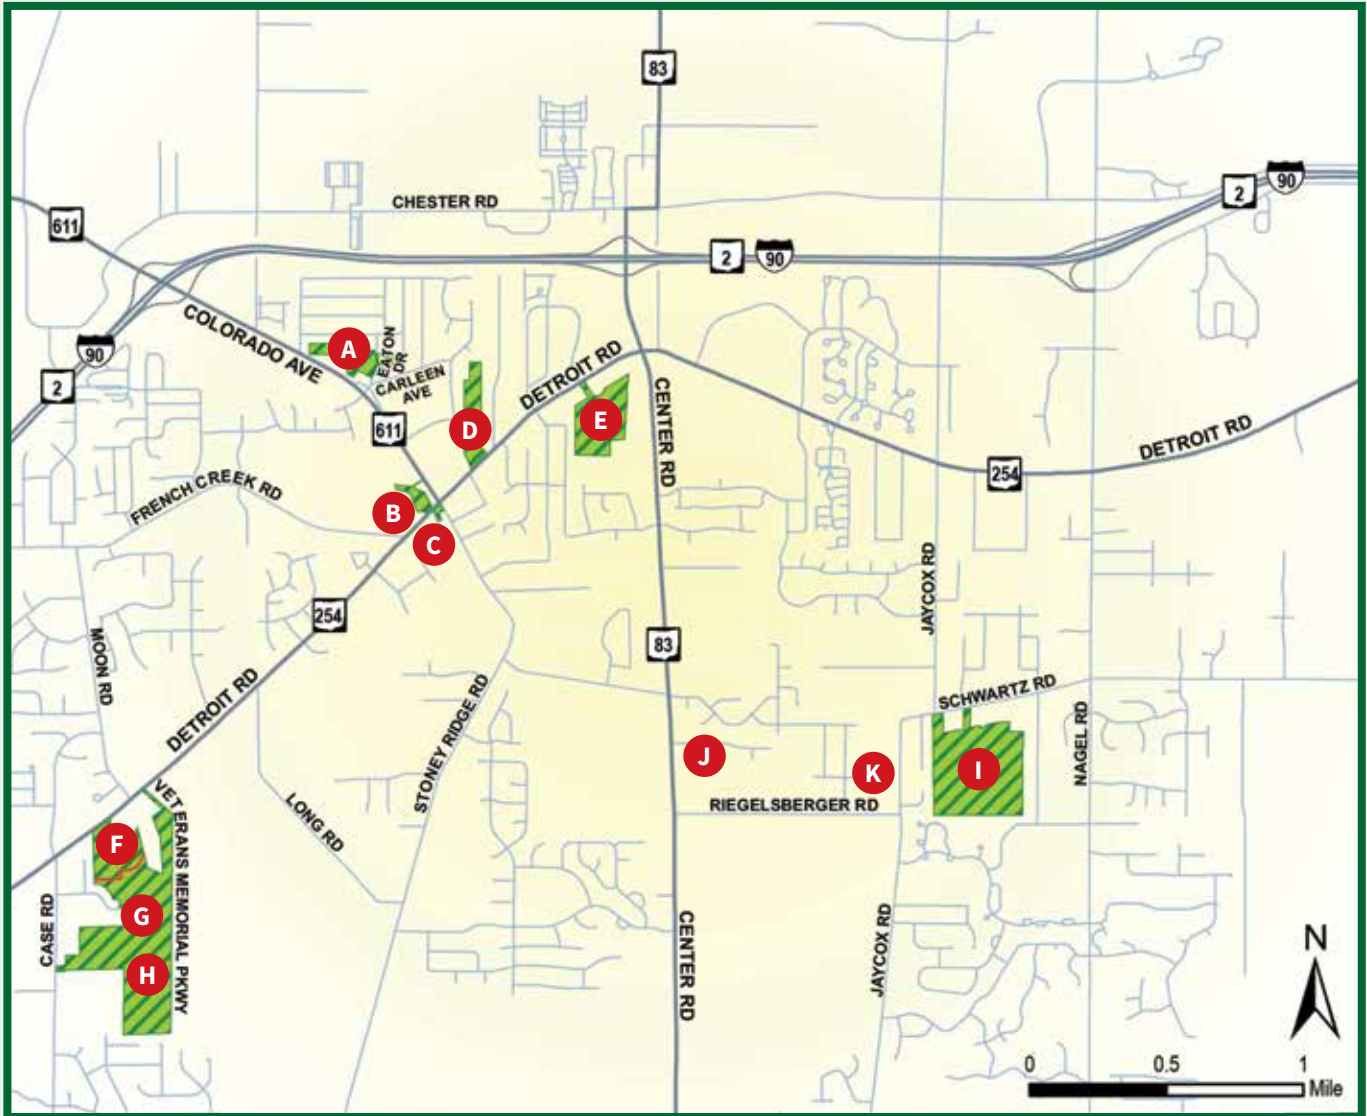 83
90
2
611
CHESTER RD
2
90
COLORADO AVE
EATON
DR
A
90
DETROIT RD
2
CARLEEN
AVE
CENTER RD
E
611
D
DETROIT RD
254
FRENCH CREEK RD
B
C
JAYCOX RD
254
83
MOON RD
SCHWARTZ RD
STONEY RIDGE RD
DETROIT RD
NAGEL RD
J
K
I
RIEGELSBERGER RD
VETERANS MEMORIAL PKWY
LONG RD
F
G
CASE RD
CENTER RD
JAYCOX RD
N
H
0 0.5 1
Mile